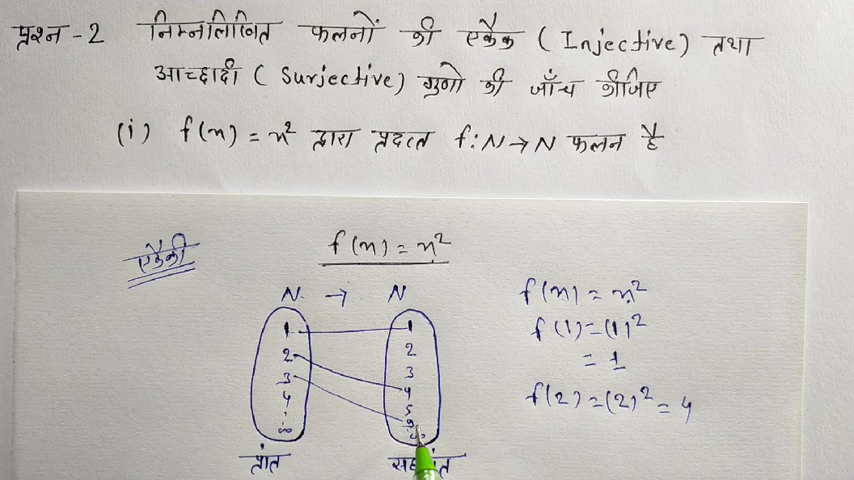 प्रश्न -2 निम्नलिखित फलनों की एकैक (Injective) तथा
आच्छादी (Surjective) गुणो की जाँच कीजिए
(i) f(x) = x² द्वारा प्रदत्त f: N → N फलन है
एकैकी
f(x) = x²
N → N
1 1
2 2
3 3
4 4
5
∞ 9
प्रांत
f(x) = x²
f(1) = (1)²
= 1
f(2) = (2)² = 4